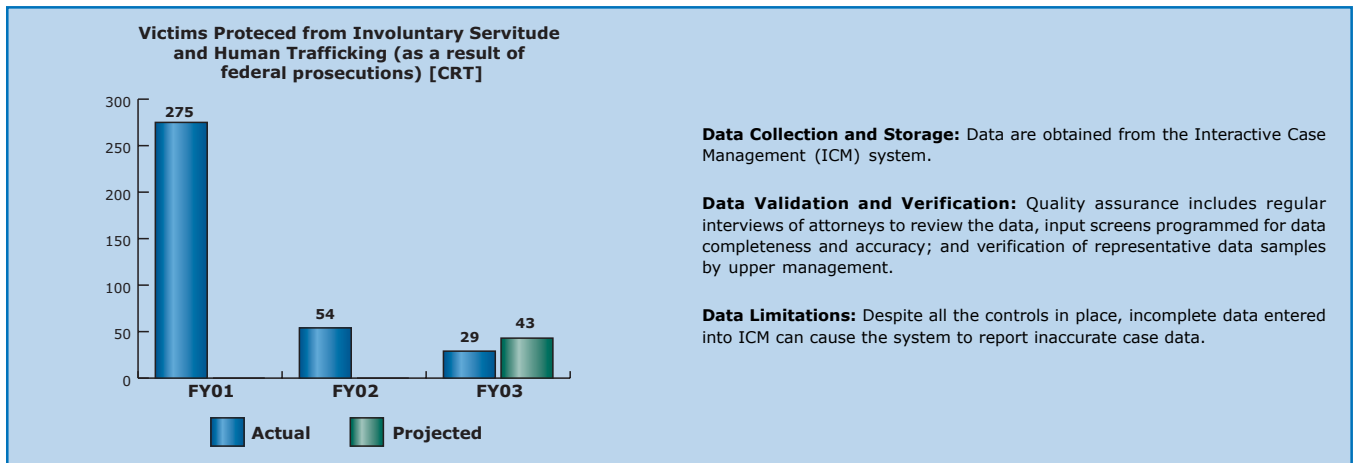 Victims Proteced from Involuntary Servitude
and Human Trafficking (as a result of
federal prosecutions) [CRT]
300
250
200
150
100
50
0
275
54
29
43
FY01
FY02
FY03
Actual
Projected
Data Collection and Storage: Data are obtained from the Interactive Case
Management (ICM) system.
Data Validation and Verification: Quality assurance includes regular
interviews of attorneys to review the data, input screens programmed for data
completeness and accuracy; and verification of representative data samples
by upper management.
Data Limitations: Despite all the controls in place, incomplete data entered
into ICM can cause the system to report inaccurate case data.